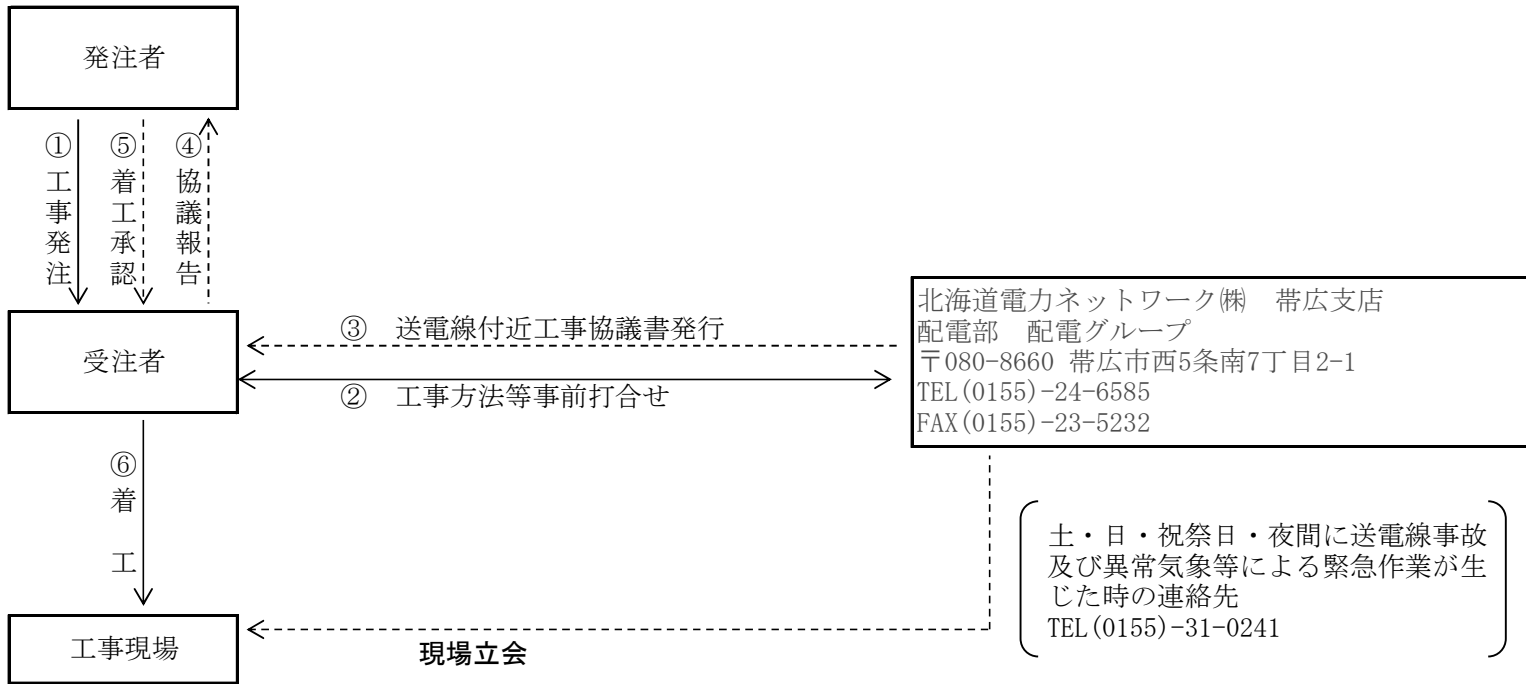 発注者
①工事発注
⑤着工承認
④協議報告
受注者
③　送電線付近工事協議書発行
②　工事方法等事前打合せ
北海道電力ネットワーク㈱　帯広支店
配電部　配電グループ
〒080-8660 帯広市西5条南7丁目2-1
TEL(0155)-24-6585
FAX(0155)-23-5232
⑥着　工
土・日・祝祭日・夜間に送電線事故
及び異常気象等による緊急作業が生
じた時の連絡先
TEL(0155)-31-0241
工事現場
現場立会